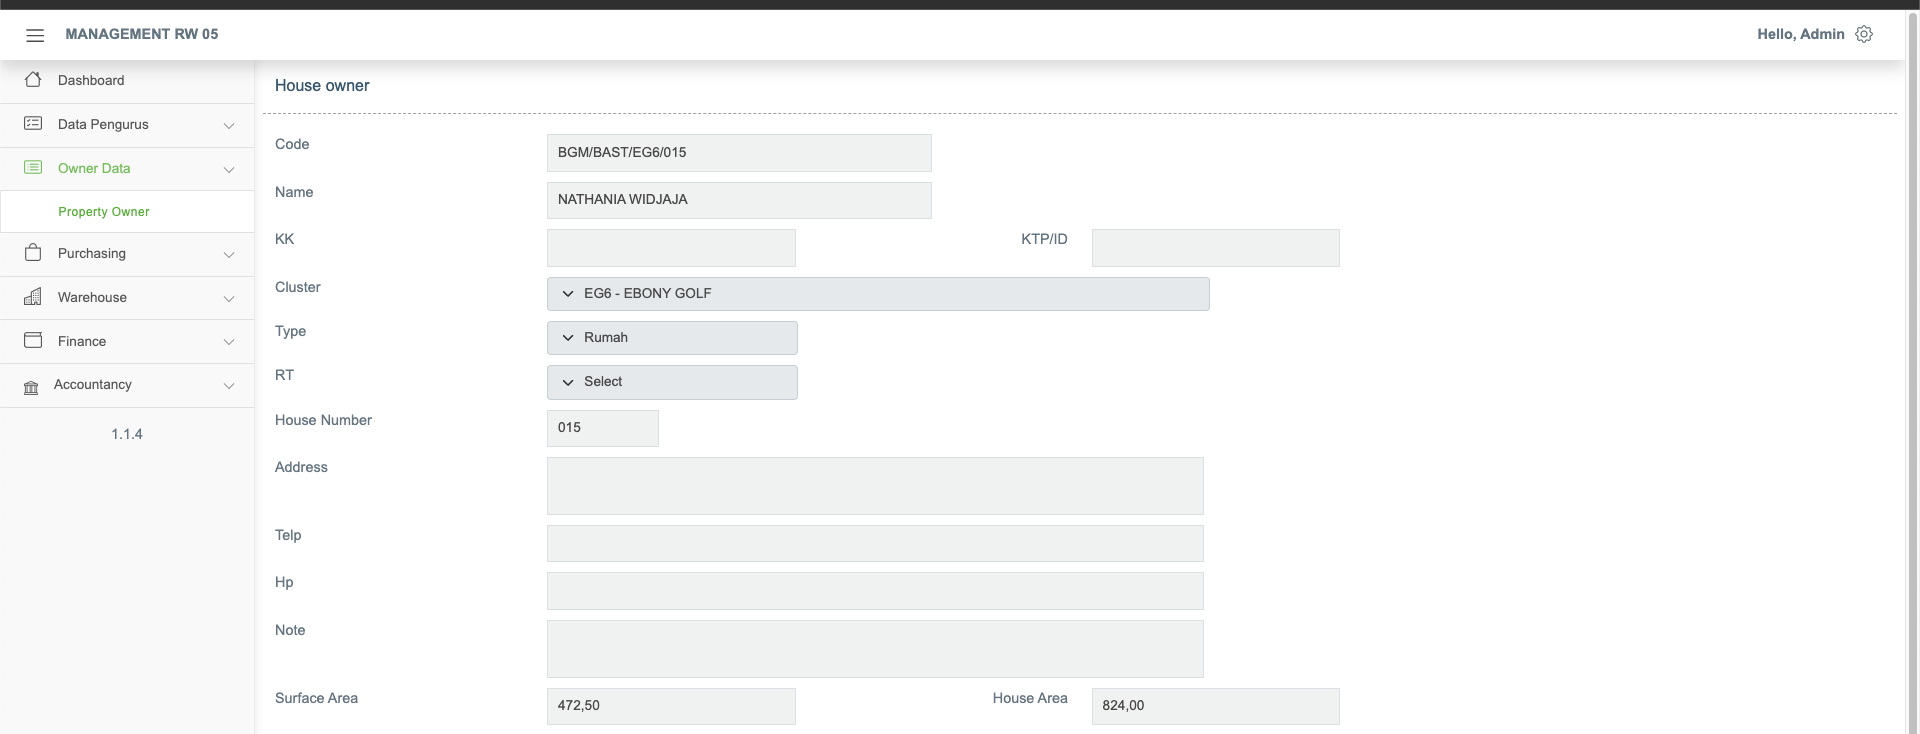 MANAGEMENT RW 05
Hello, Admin
Dashboard
Data Pengurus
Owner Data
Property Owner
Purchasing
Warehouse
Finance
Accountancy
1.1.4
House owner
Code
BGM/BAST/EG6/015
Name
NATHANIA WIDJAJA
KK
KTP/ID
Cluster
EG6 - EBONY GOLF
Type
Rumah
RT
Select
House Number
015
Address
Telp
Hp
Note
Surface Area
472,50
House Area
824,00